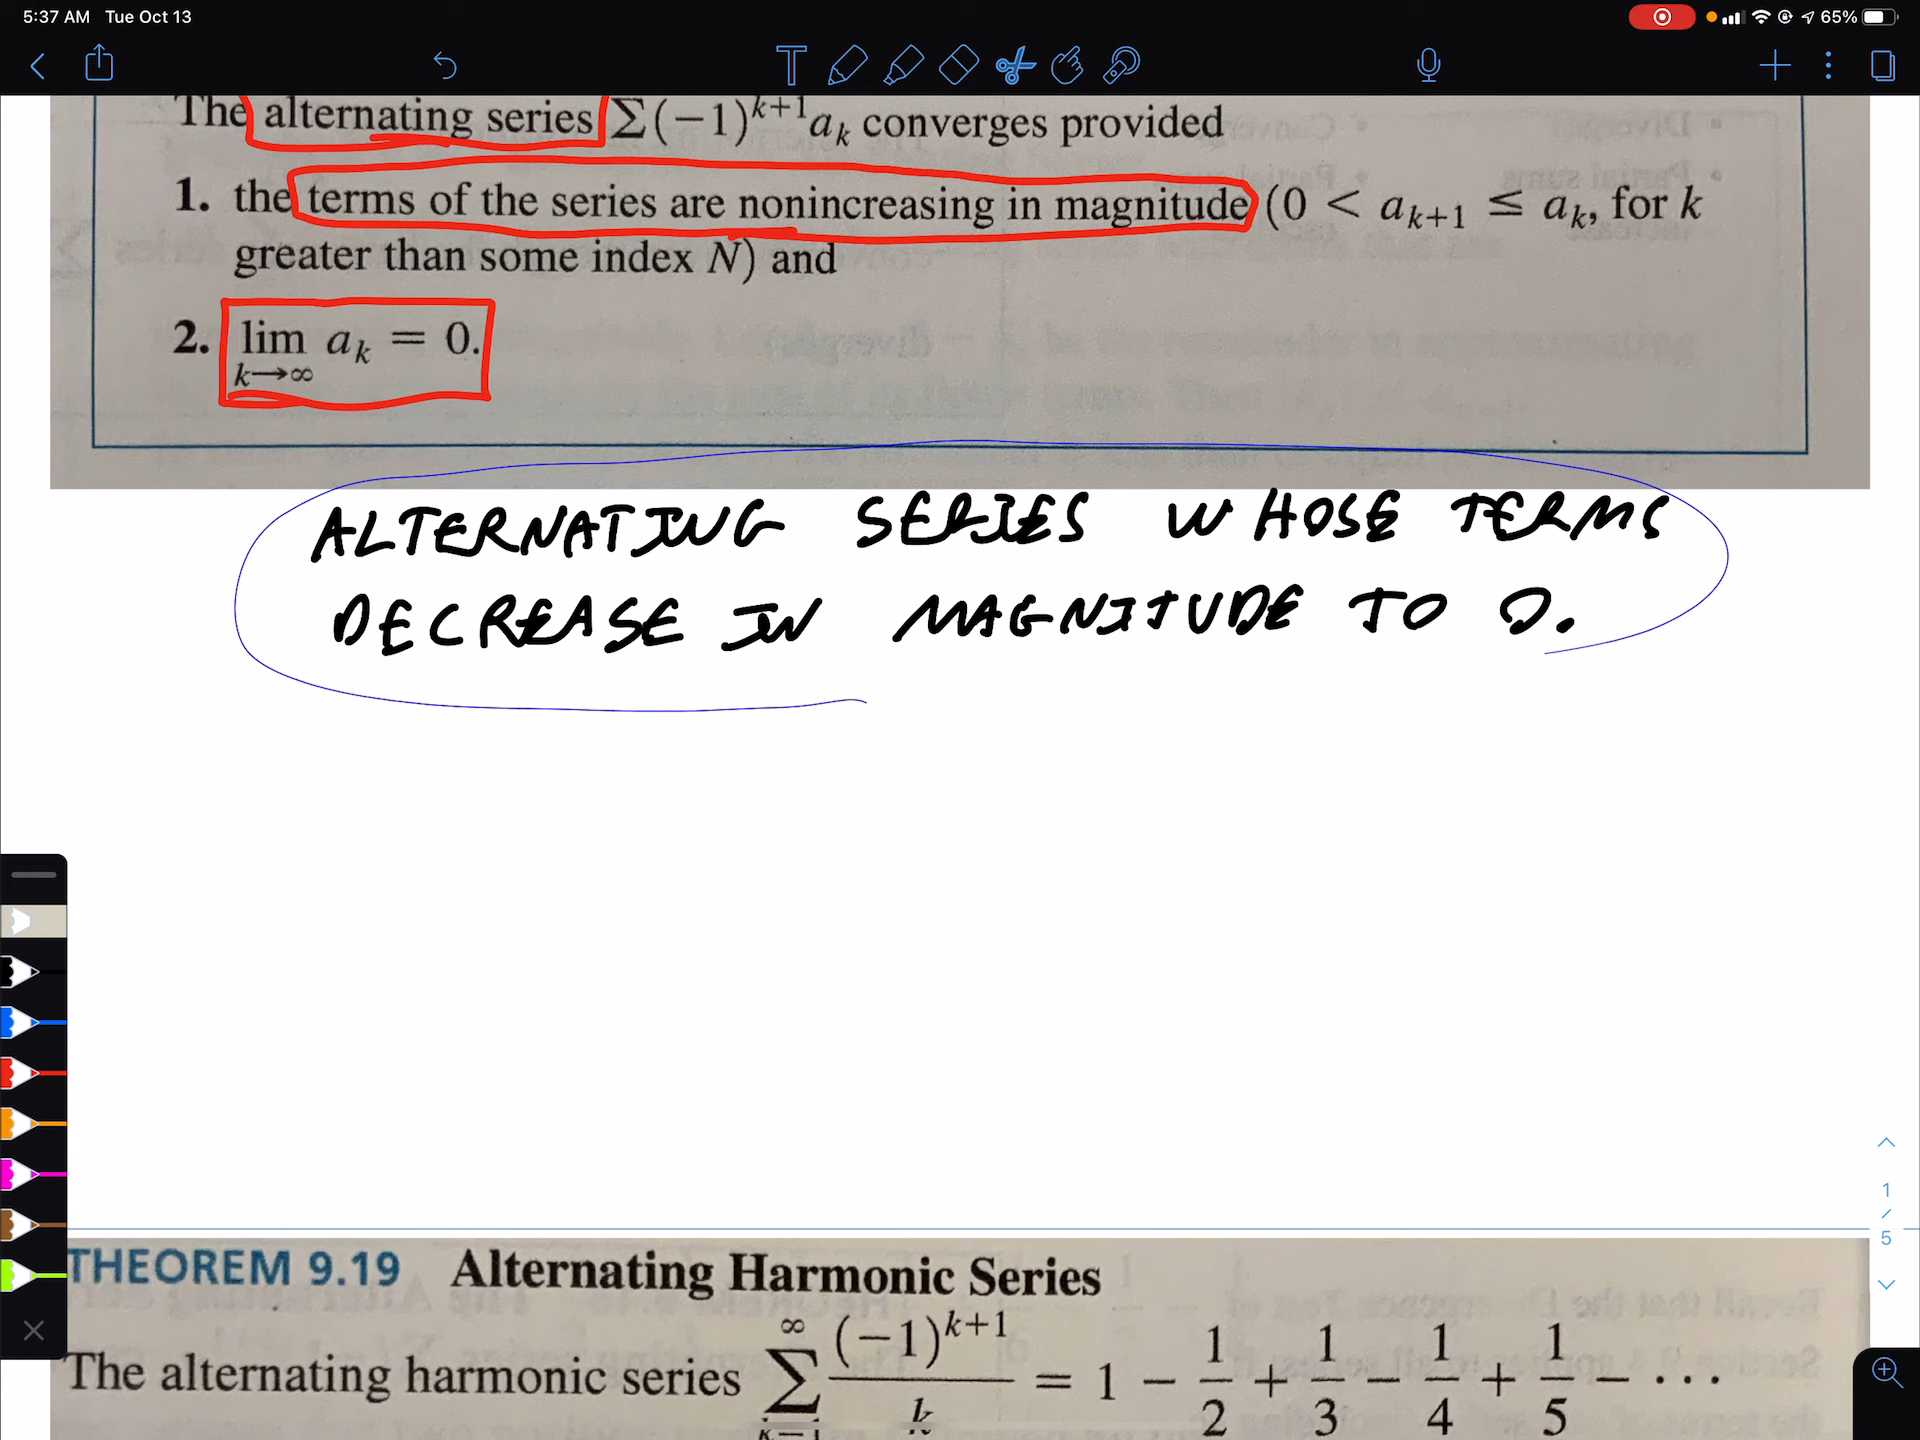 5:37 AM Tue Oct 13
65%
The alternating series Σ(−1)^{k+1}a_k converges provided
1. the terms of the series are nonincreasing in magnitude (0 < a_{k+1} ≤ a_k, for k
greater than some index N) and
2. lim a_k = 0.
k→∞
ALTERNATING SERIES WHOSE TERMS
DECREASE IN MAGNITUDE TO 0.
1
/
5
THEOREM 9.19 Alternating Harmonic Series
The alternating harmonic series ∑_{k=1}^{∞} (−1)^{k+1}/k = 1 − 1/2 + 1/3 − 1/4 + 1/5 − ···